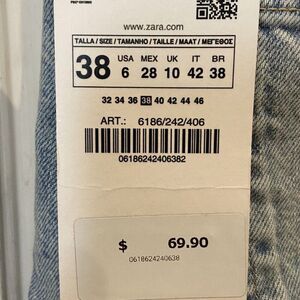 www.zara.com
TALLA / SIZE / TAMANHO / TAILLE / MAAT / ΜΕΓΕΘΟΣ
38 USA MEX UK IT BR
6 28 10 42 38
32 34 36 38 40 42 44 46
ART.: 6186/242/406
06186242406382
$ 69.90
0618624240638